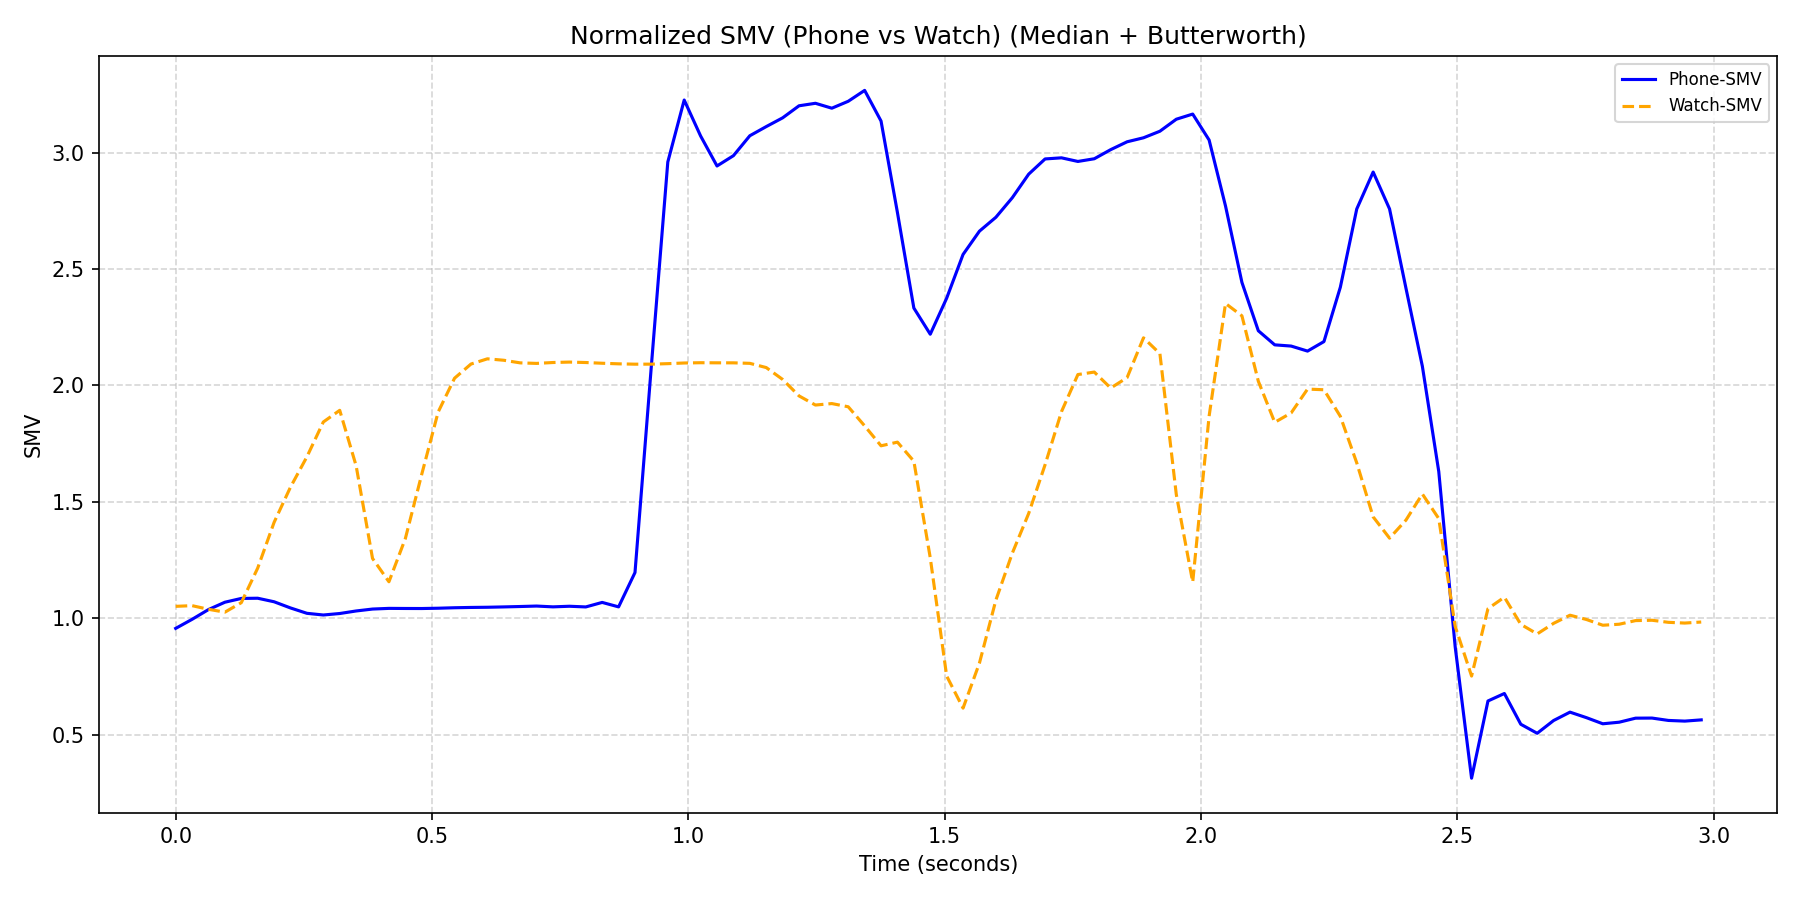 Normalized SMV (Phone vs Watch) (Median + Butterworth)
Phone-SMV
Watch-SMV
SMV
3.0
2.5
2.0
1.5
1.0
0.5
0.0 0.5 1.0 1.5 2.0 2.5 3.0
Time (seconds)